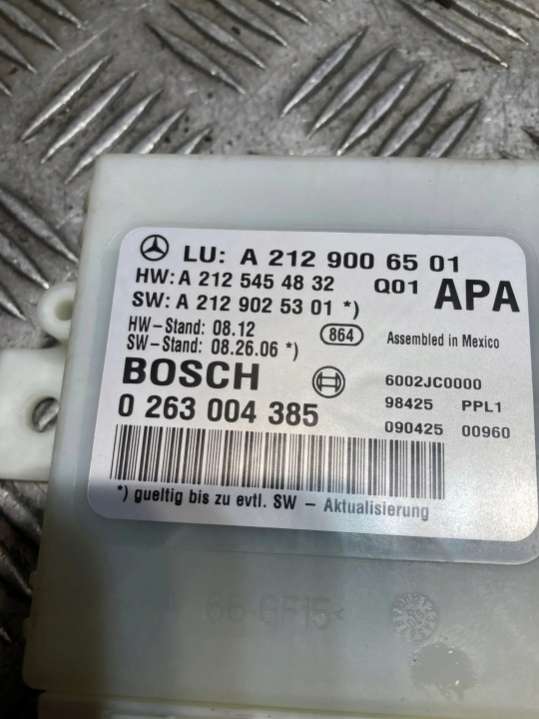 LU: A 212 900 65 01
HW: A 212 545 48 32 Q01 APA
SW: A 212 902 53 01 *)
HW-Stand: 08.12
SW-Stand: 08.26.06 *) 864 Assembled in Mexico
BOSCH 6002JC0000
0 263 004 385 98425 PPL1
090425 00960
*) gueltig bis zu evtl. SW - Aktualisierung
GF15<